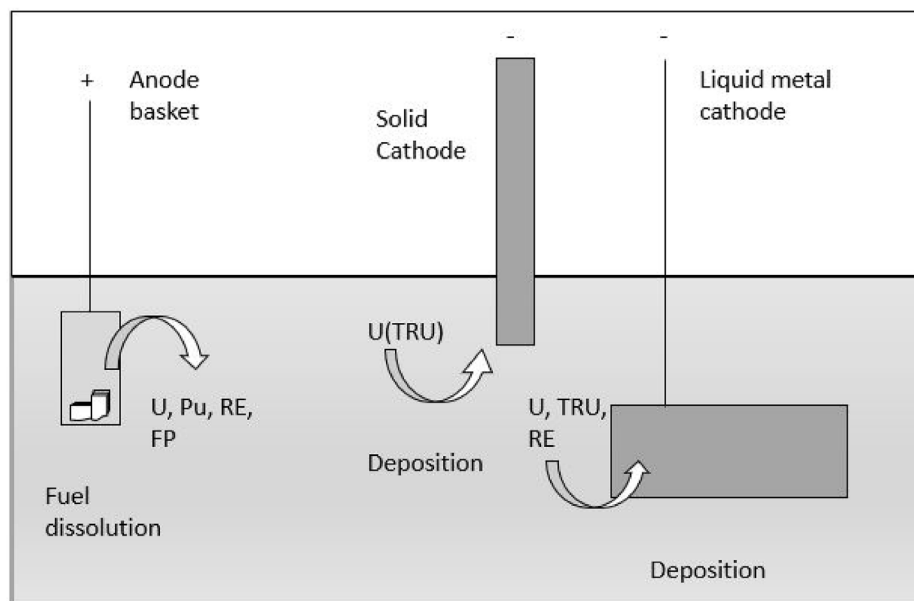 +
Anode
basket
-
Solid
Cathode
-
Liquid metal
cathode
U, Pu, RE,
FP
Fuel
dissolution
U(TRU)
Deposition
U, TRU,
RE
Deposition